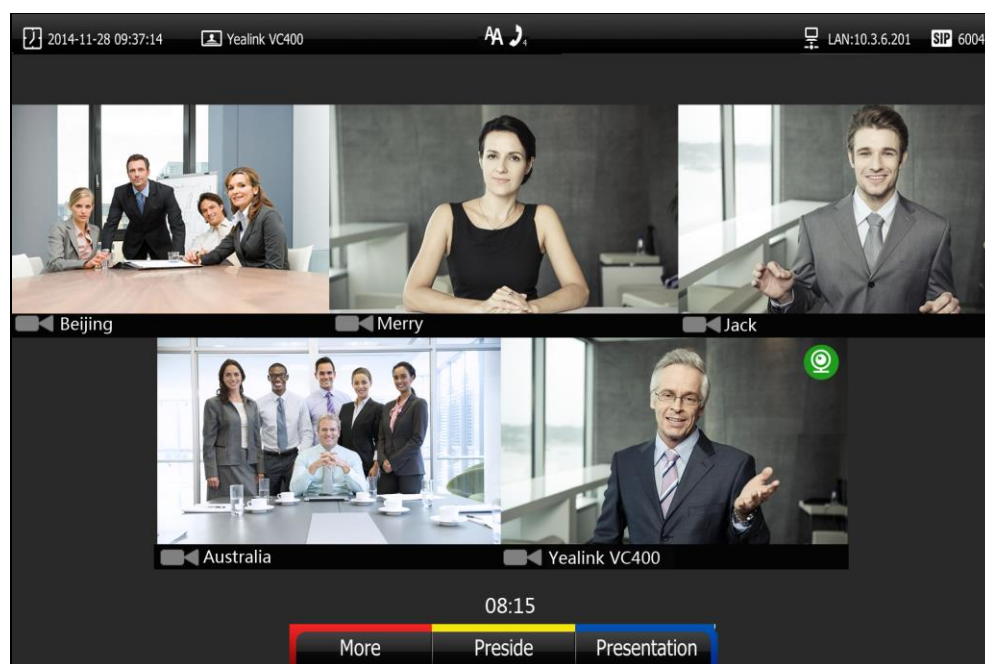 2014-11-28 09:37:14 Yealink VC400 AA 4 LAN:10.3.6.201 SIP 6004
Beijing Merry Jack
Australia Yealink VC400
08:15
More Preside Presentation